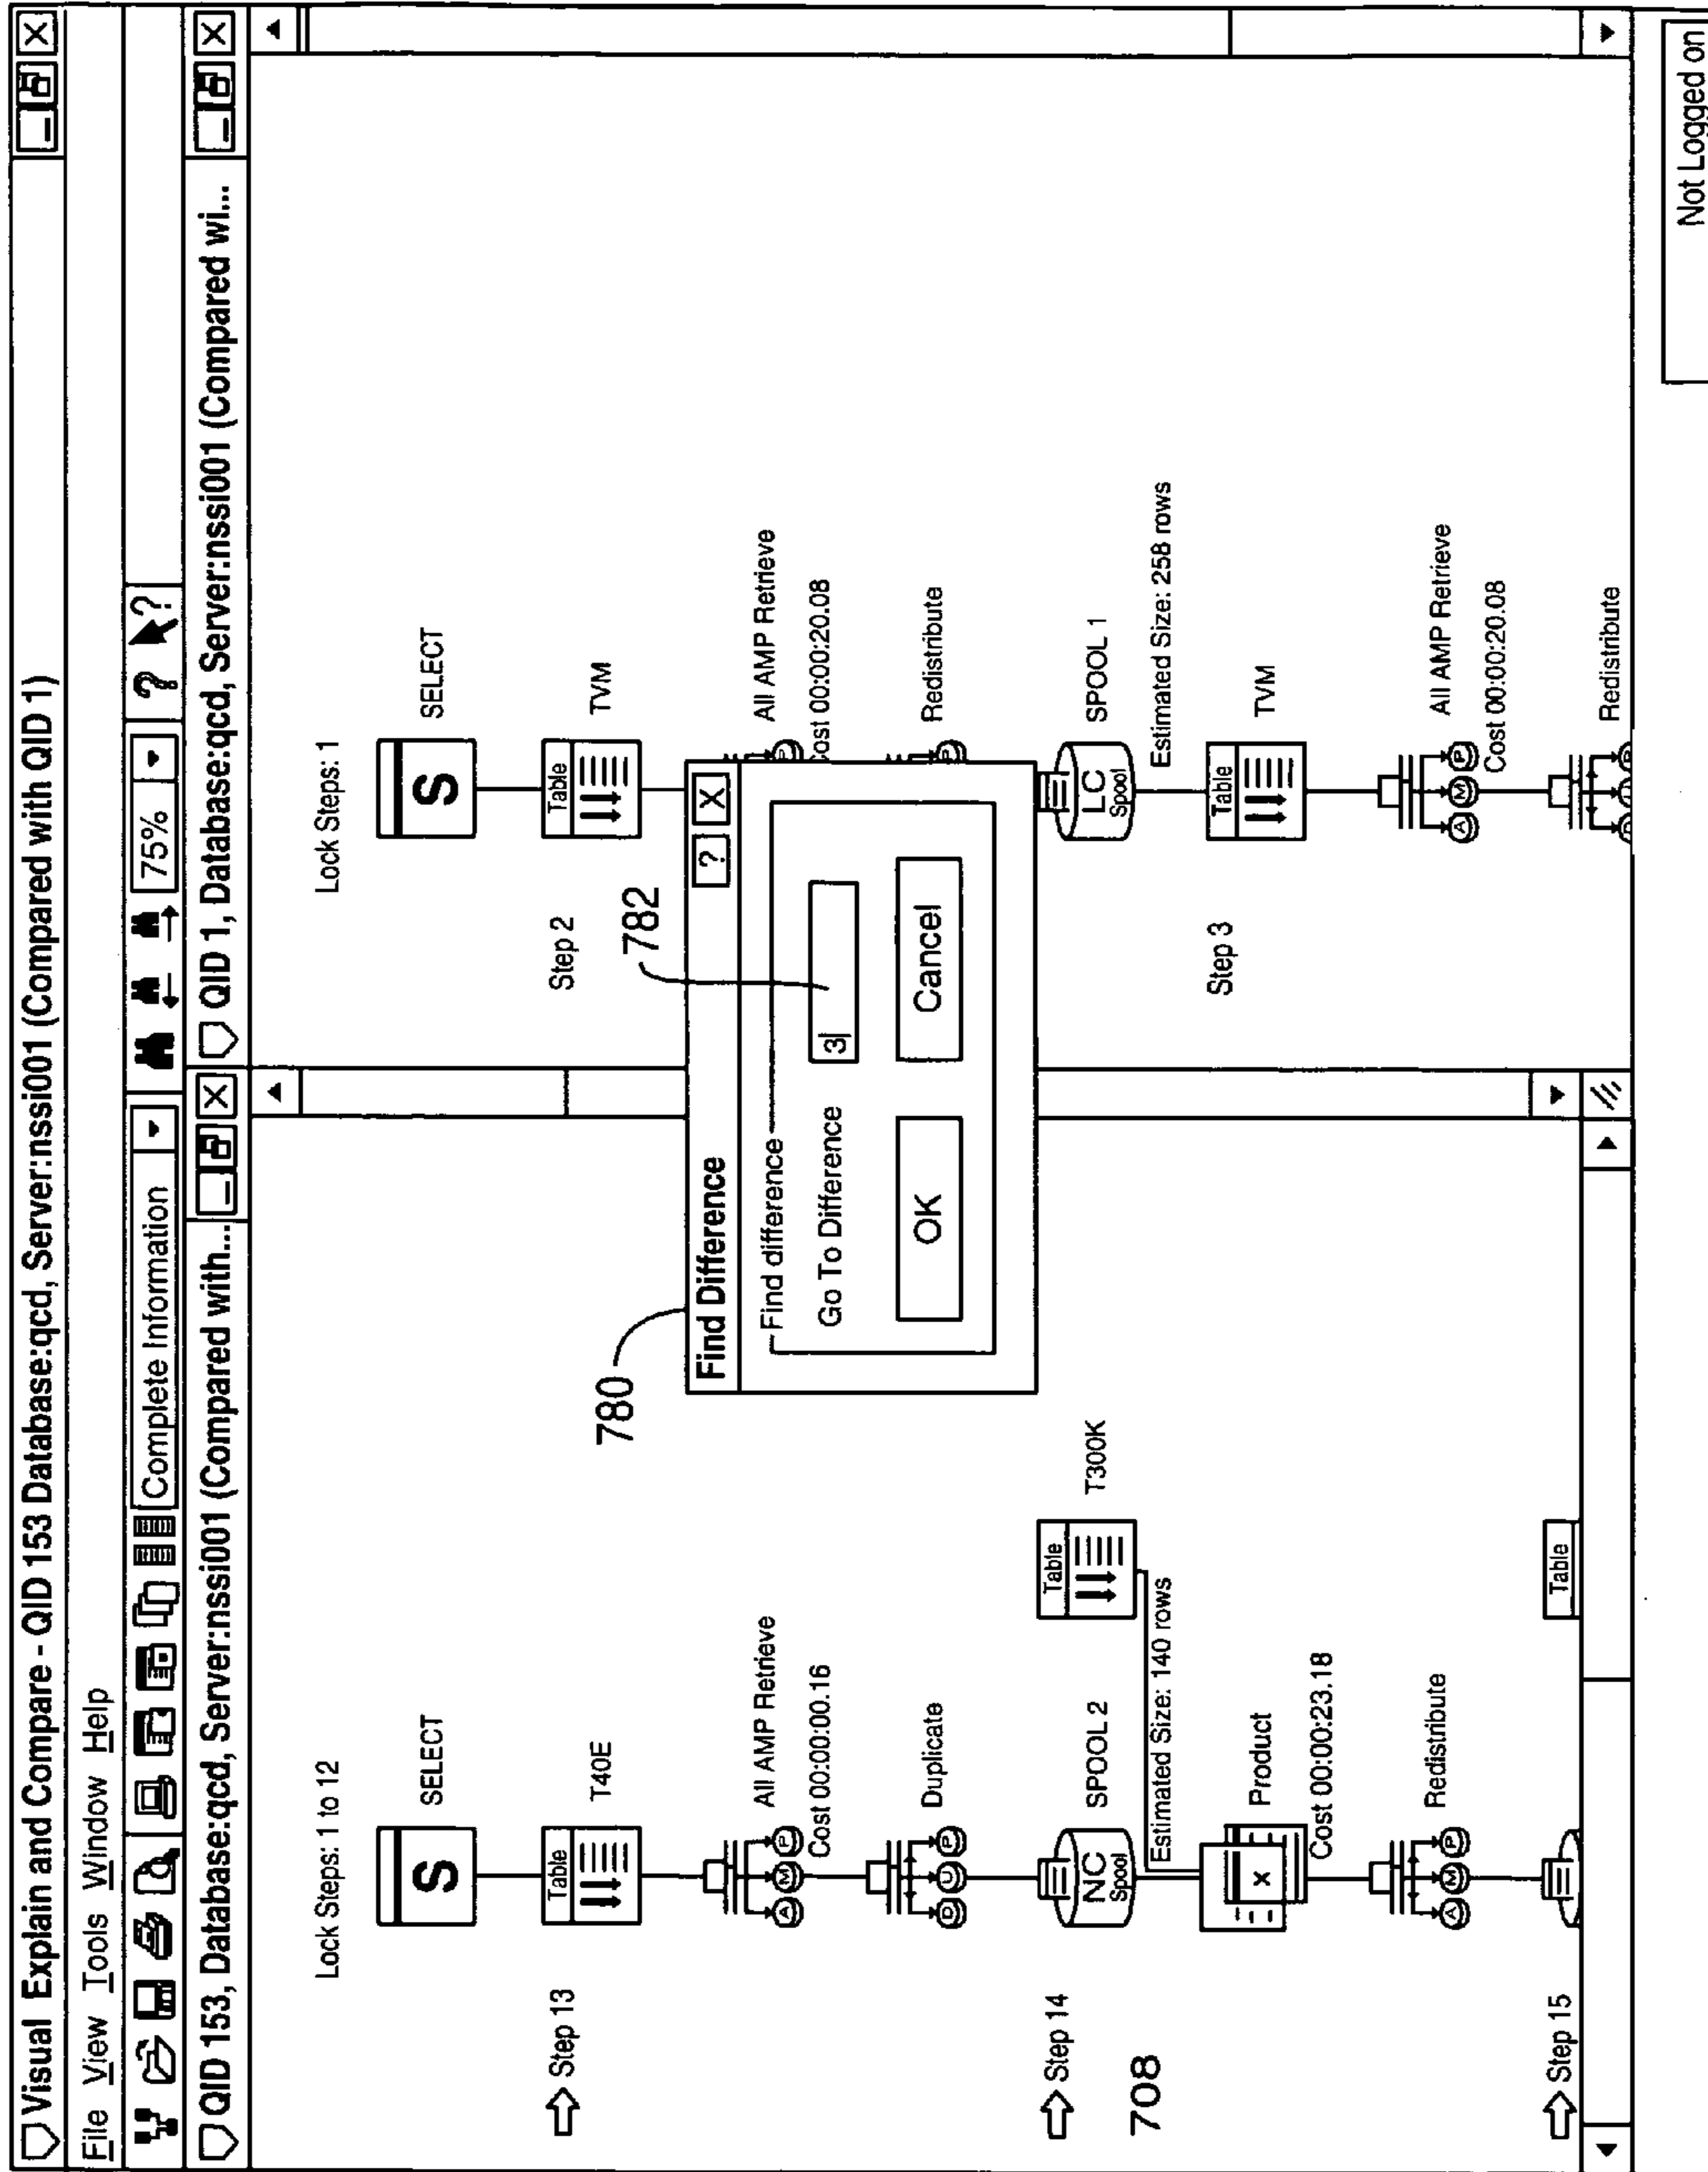 Visual Explain and Compare - QID 153 Database:qcd, Server:nssi001 (Compared with QID 1)
File View Tools Window Help
Complete Information
75%
?
?
QID 153, Database:qcd, Server:nssi001 (Compared with...
Lock Steps: 1 to 12
S
SELECT
Step 13
Table
T40E
All AMP Retrieve
A M P
Cost 00:00:00.16
Duplicate
D U P
Step 14
NC
Spool
SPOOL 2
Table
T300K
Estimated Size: 140 rows
708
x
Product
Cost 00:00:23.18
Redistribute
A M P
Step 15
Table
QID 1, Database:qcd, Server:nssi001 (Compared wi...
Lock Steps: 1
S
SELECT
Step 2
Table
TVM
All AMP Retrieve
P
Cost 00:00:20.08
Redistribute
P
LC
Spool
SPOOL 1
Estimated Size: 258 rows
Step 3
Table
TVM
All AMP Retrieve
A M P
Cost 00:00:20.08
Redistribute
780
782
Find Difference
?
X
Find difference
Go To Difference
3
OK
Cancel
Not Logged on